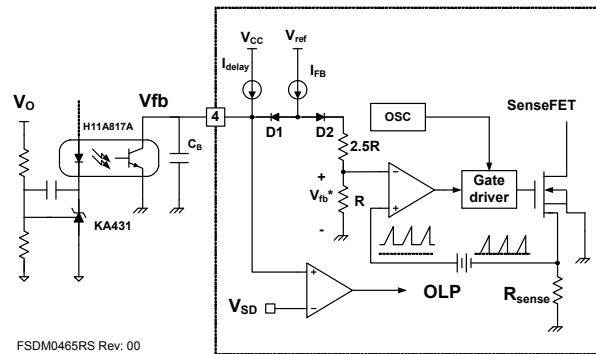 VCC
Vref
Idelay
IFB
VO
Vfb
H11A817A
4
CB
D1
D2
2.5R
+
Vfb*
R
-
OSC
SenseFET
Gate
driver
−
+
KA431
VSD
+
−
OLP
Rsense
FSDM0465RS Rev: 00